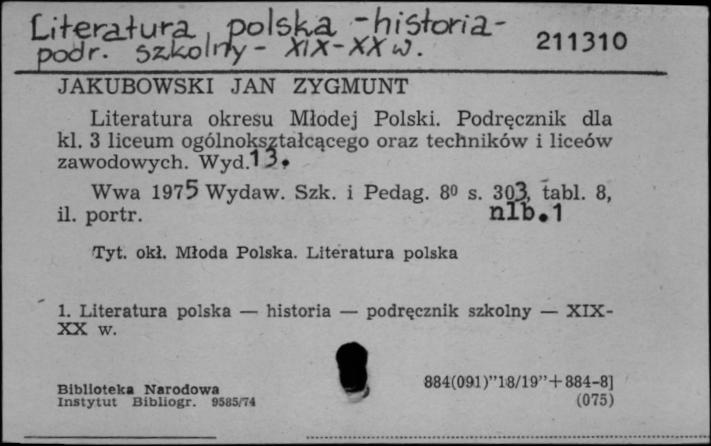 Literatura polska - historia -
podr. szkolny - XIX-XX w.
211310
JAKUBOWSKI JAN ZYGMUNT
Literatura okresu Młodej Polski. Podręcznik dla
kl. 3 liceum ogólnokształcącego oraz techników i liceów
zawodowych. Wyd. 13.
Wwa 1975 Wydaw. Szk. i Pedag. 8⁰ s. 303, tabl. 8,
il. portr. nlb. 1
Tyt. okł. Młoda Polska. Literatura polska
1. Literatura polska — historia — podręcznik szkolny — XIX-
XX w.
884(091)"18/19"+884-8]
(075)
Biblioteka Narodowa
Instytut Bibliogr. 9585/74